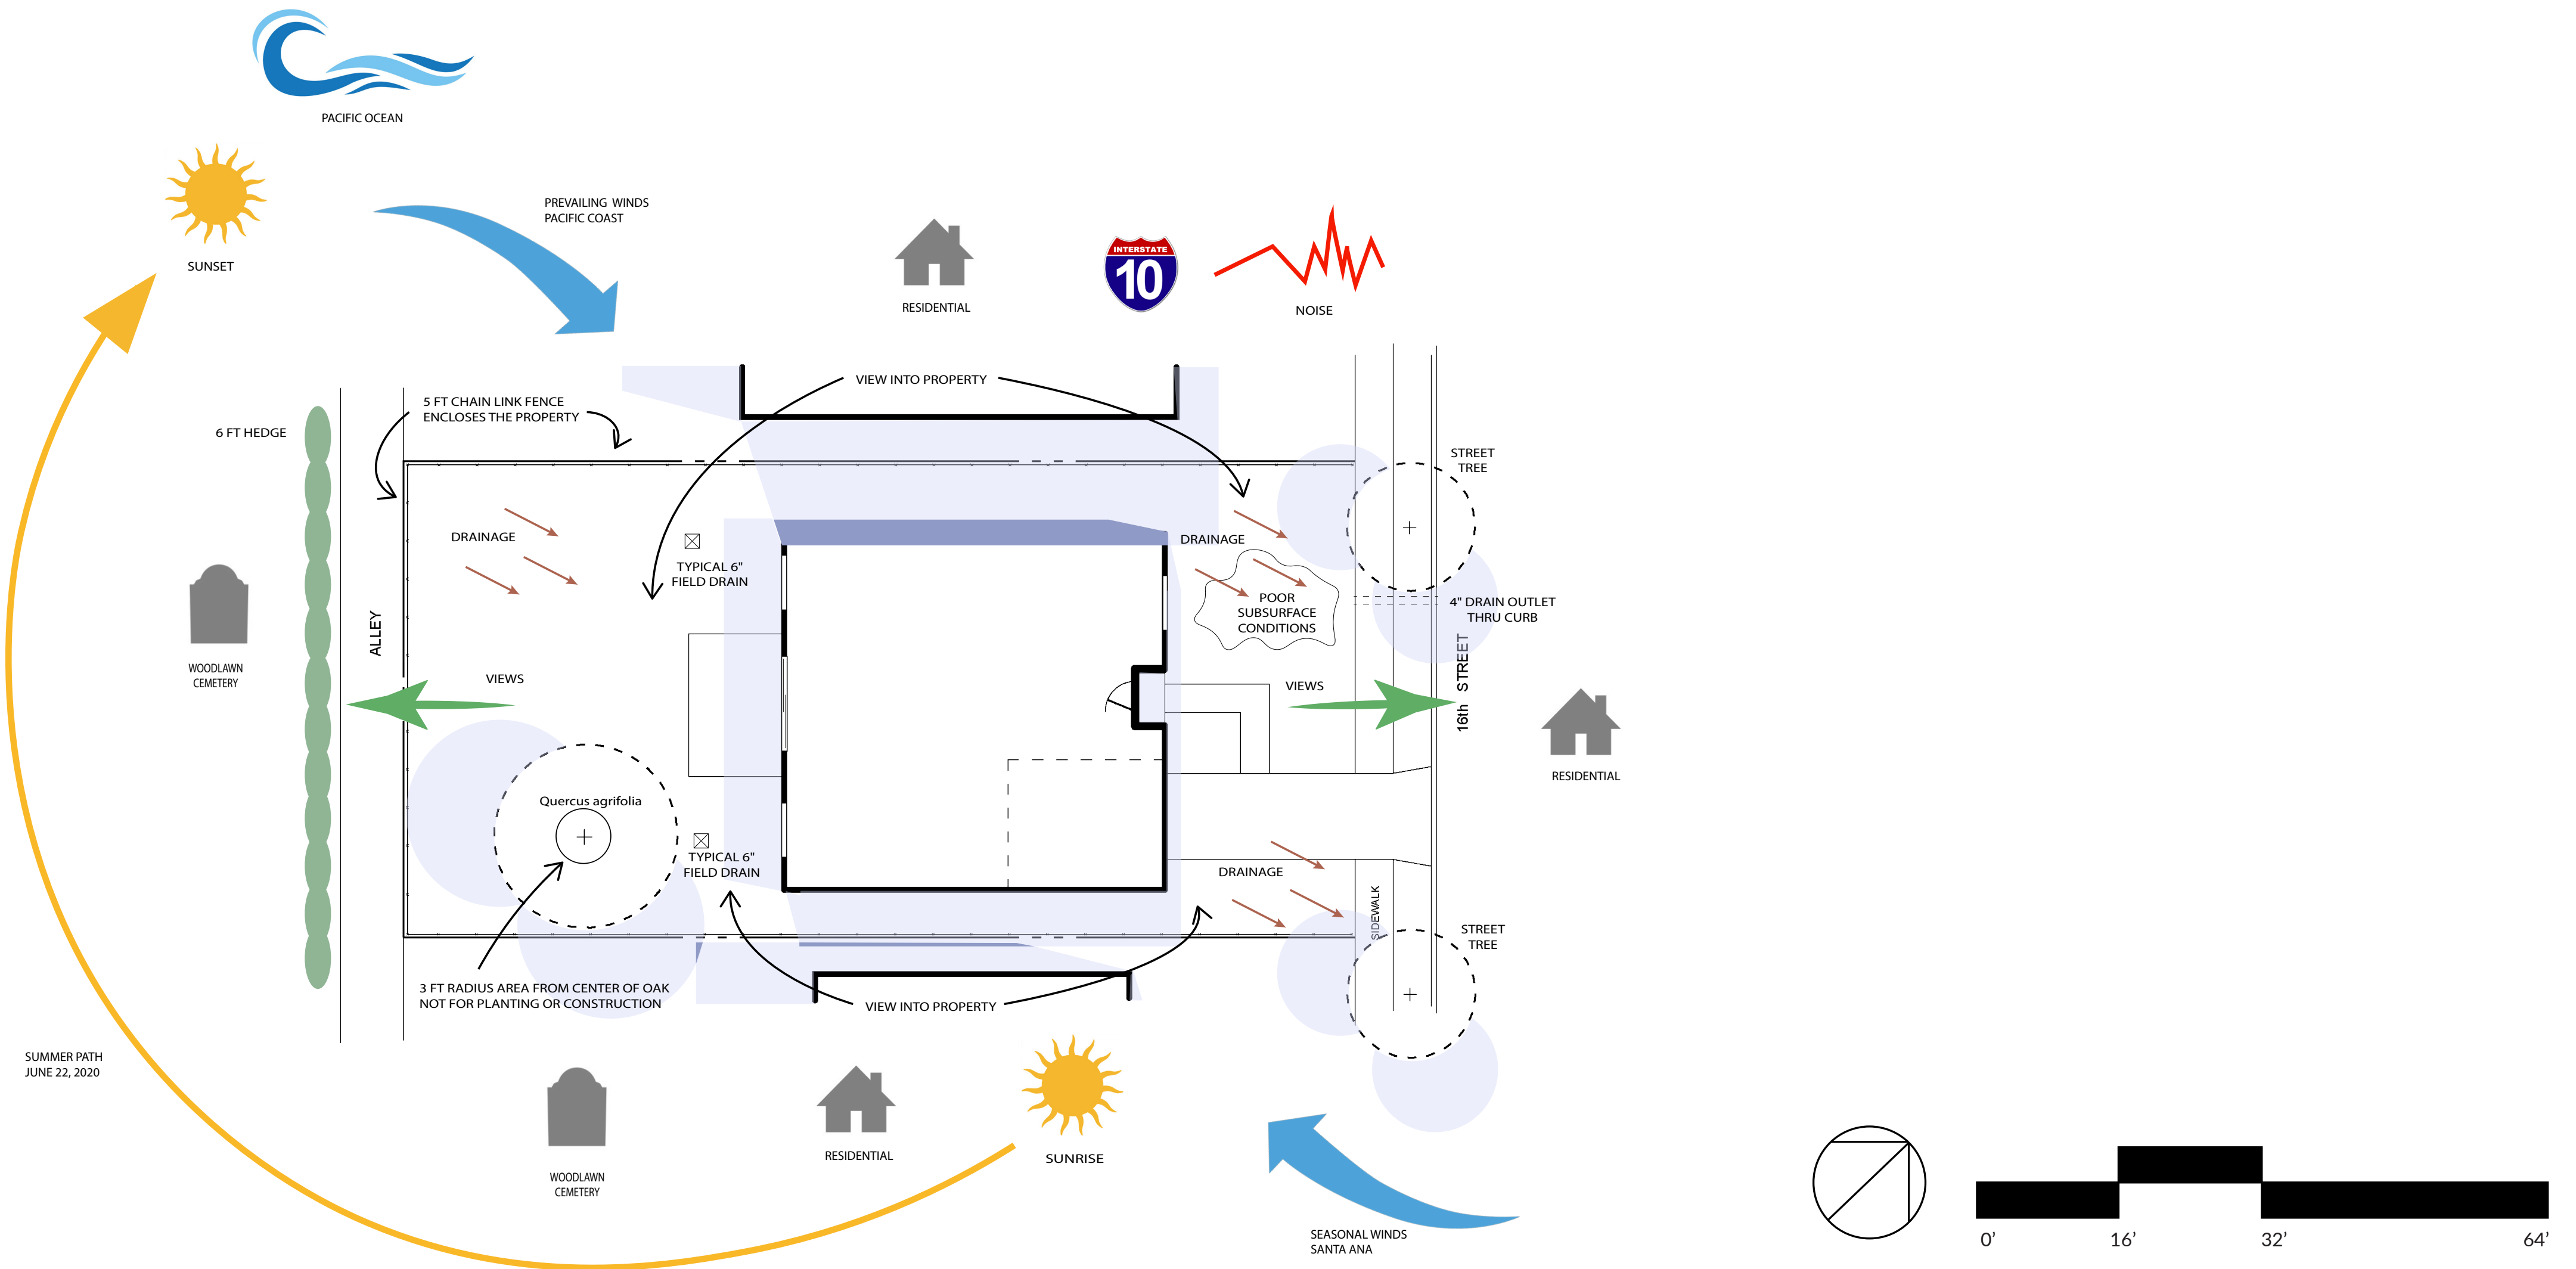 PACIFIC OCEAN
PREVAILING WINDS
PACIFIC COAST
SUNSET
RESIDENTIAL
INTERSTATE
10
NOISE
VIEW INTO PROPERTY
5 FT CHAIN LINK FENCE
ENCLOSES THE PROPERTY
6 FT HEDGE
STREET
TREE
DRAINAGE
TYPICAL 6"
FIELD DRAIN
DRAINAGE
POOR
SUBSURFACE
CONDITIONS
4" DRAIN OUTLET
THRU CURB
ALLEY
WOODLAWN
CEMETERY
VIEWS
VIEWS
16th STREET
RESIDENTIAL
Quercus agrifolia
TYPICAL 6"
FIELD DRAIN
DRAINAGE
SIDEWALK
STREET
TREE
3 FT RADIUS AREA FROM CENTER OF OAK
NOT FOR PLANTING OR CONSTRUCTION
VIEW INTO PROPERTY
SUMMER PATH
JUNE 22, 2020
WOODLAWN
CEMETERY
RESIDENTIAL
SUNRISE
SEASONAL WINDS
SANTA ANA
0’
16’
32’
64’